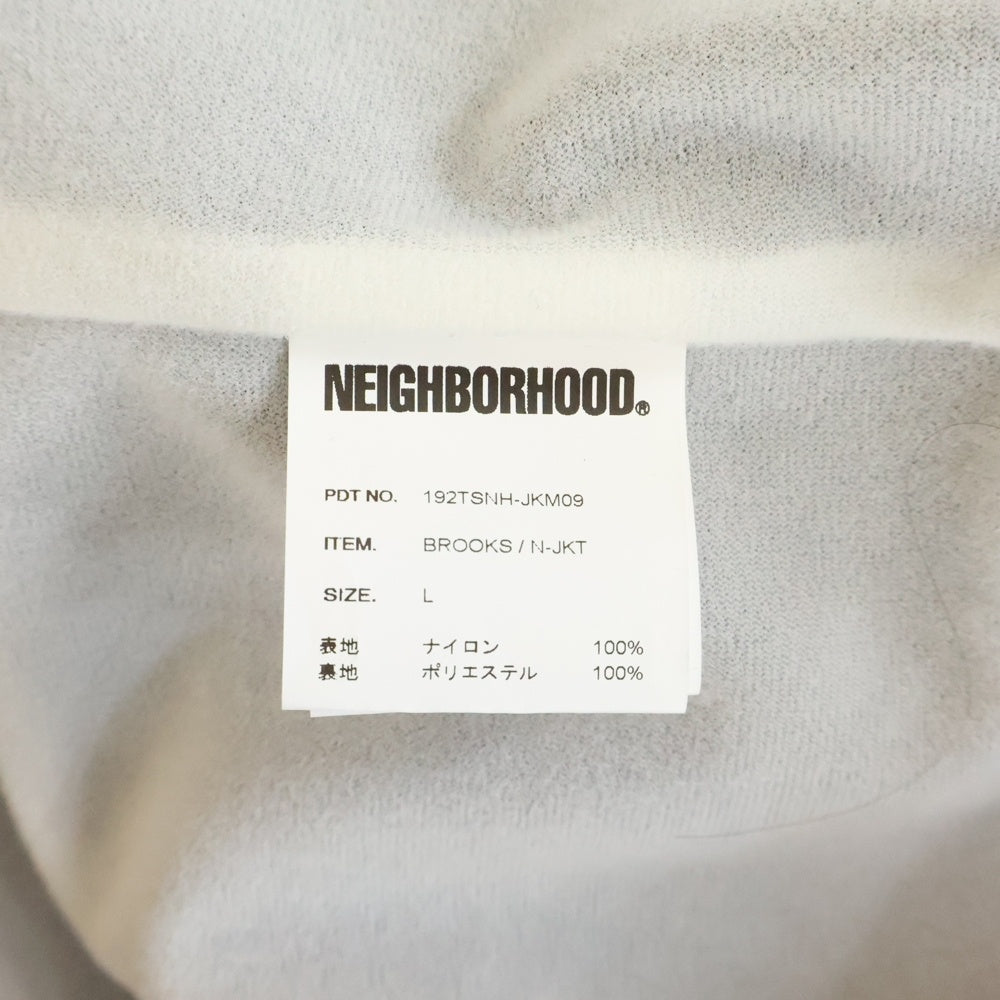 NEIGHBORHOOD®
PDT NO. 192TSNH-JKM09
ITEM. BROOKS / N-JKT
SIZE. L
表地 ナイロン 100%
裏地 ポリエステル 100%